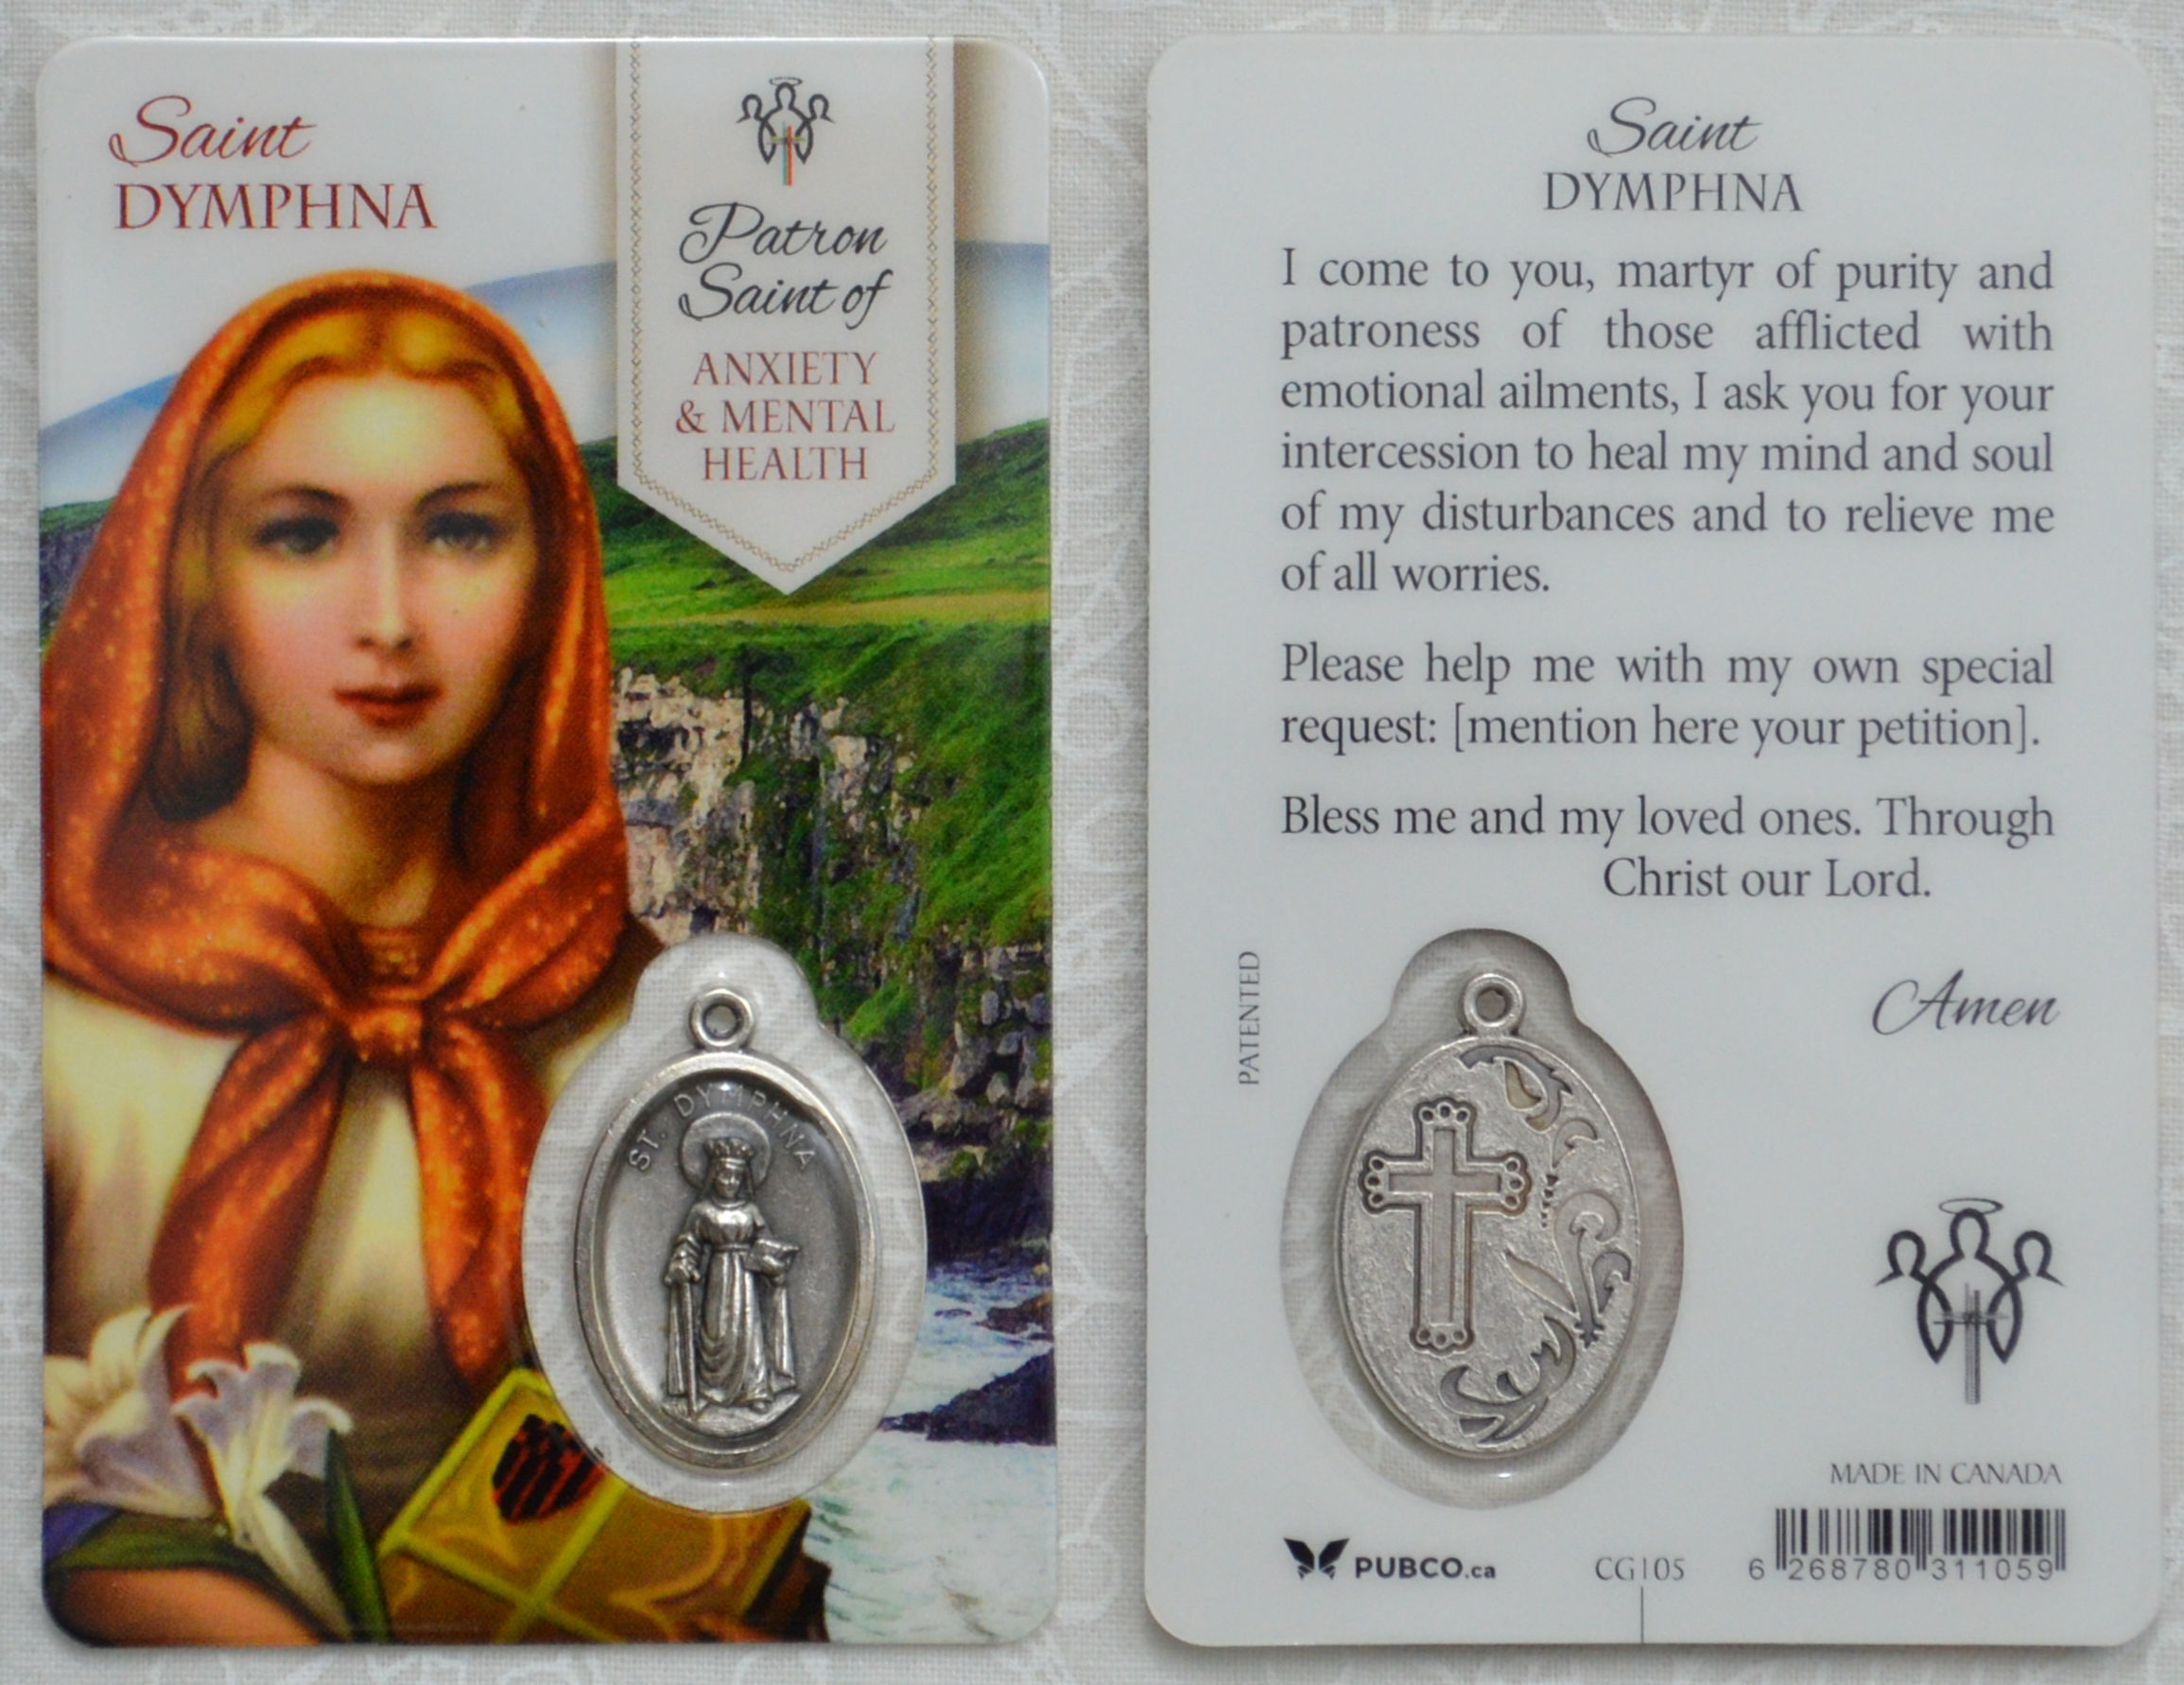 Saint
DYMPHNA
Patron
Saint of
ANXIETY
& MENTAL
HEALTH
ST. DYMPHNA
Saint
DYMPHNA
I come to you, martyr of purity and
patroness of those afflicted with
emotional ailments, I ask you for your
intercession to heal my mind and soul
of my disturbances and to relieve me
of all worries.
Please help me with my own special
request: [mention here your petition].
Bless me and my loved ones. Through
Christ our Lord.
Amen
PATENTED
MADE IN CANADA
PUBCO.ca
CG105
6 268780 311059